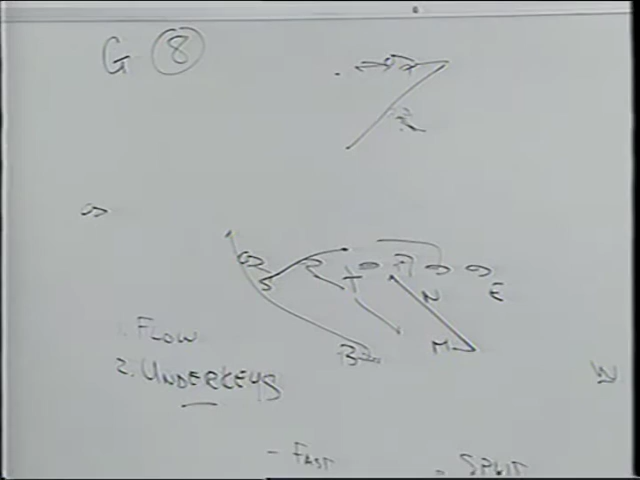 G 8
S T N E
B M W
1. FLOW
2. UNDERKEYS
- FAST - SPLIT